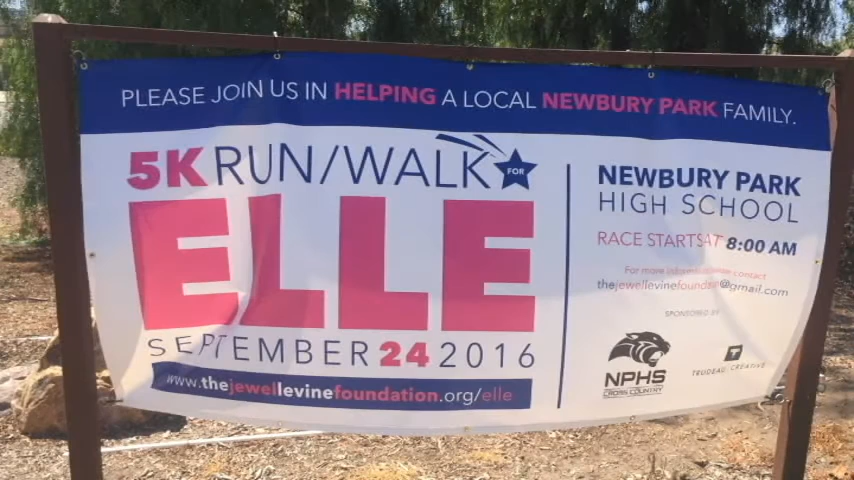 PLEASE JOIN US IN HELPING A LOCAL NEWBURY PARK FAMILY.
5K RUN/WALK FOR
ELLE
SEPTEMBER 24 2016
www.thejewellevinefoundation.org/elle
NEWBURY PARK
HIGH SCHOOL
RACE STARTS AT 8:00 AM
For more information contact
thejewellevinefoundation@gmail.com
SPONSORED BY
NPHS
CROSS COUNTRY
TRUDEAU CREATIVE